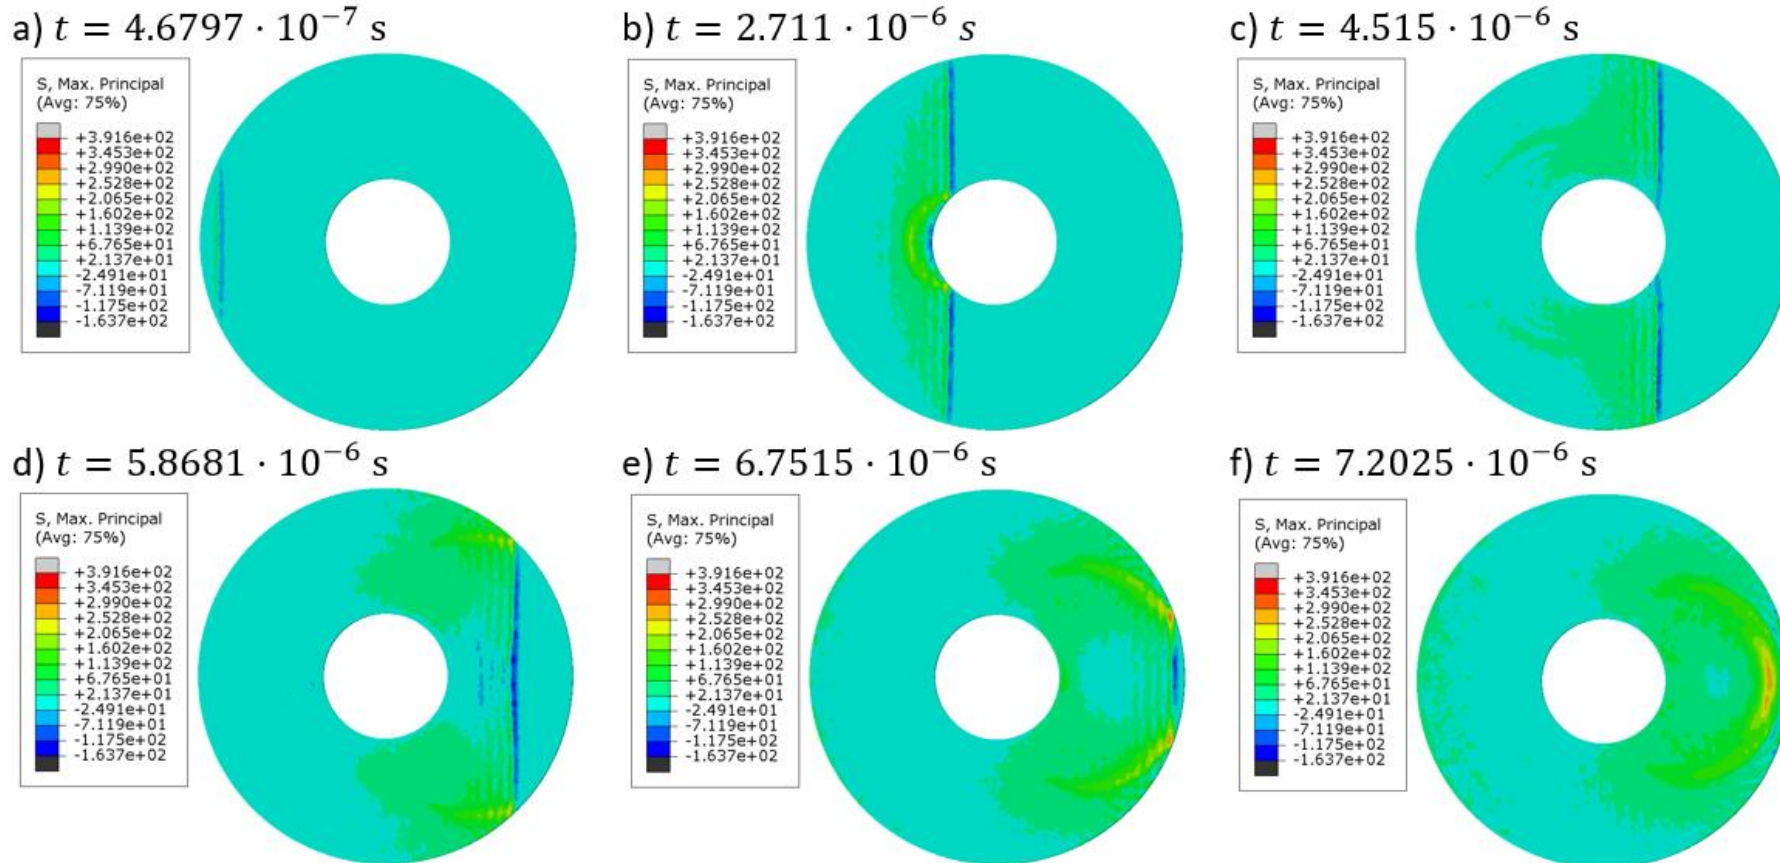 a) t = 4.6797 · 10⁻⁷ s
S, Max. Principal
(Avg: 75%)
+3.916e+02
+3.453e+02
+2.990e+02
+2.528e+02
+2.065e+02
+1.602e+02
+1.139e+02
+6.765e+01
+2.137e+01
-2.491e+01
-7.119e+01
-1.175e+02
-1.637e+02
b) t = 2.711 · 10⁻⁶ s
S, Max. Principal
(Avg: 75%)
+3.916e+02
+3.453e+02
+2.990e+02
+2.528e+02
+2.065e+02
+1.602e+02
+1.139e+02
+6.765e+01
+2.137e+01
-2.491e+01
-7.119e+01
-1.175e+02
-1.637e+02
c) t = 4.515 · 10⁻⁶ s
S, Max. Principal
(Avg: 75%)
+3.916e+02
+3.453e+02
+2.990e+02
+2.528e+02
+2.065e+02
+1.602e+02
+1.139e+02
+6.765e+01
+2.137e+01
-2.491e+01
-7.119e+01
-1.175e+02
-1.637e+02
d) t = 5.8681 · 10⁻⁶ s
S, Max. Principal
(Avg: 75%)
+3.916e+02
+3.453e+02
+2.990e+02
+2.528e+02
+2.065e+02
+1.602e+02
+1.139e+02
+6.765e+01
+2.137e+01
-2.491e+01
-7.119e+01
-1.175e+02
-1.637e+02
e) t = 6.7515 · 10⁻⁶ s
S, Max. Principal
(Avg: 75%)
+3.916e+02
+3.453e+02
+2.990e+02
+2.528e+02
+2.065e+02
+1.602e+02
+1.139e+02
+6.765e+01
+2.137e+01
-2.491e+01
-7.119e+01
-1.175e+02
-1.637e+02
f) t = 7.2025 · 10⁻⁶ s
S, Max. Principal
(Avg: 75%)
+3.916e+02
+3.453e+02
+2.990e+02
+2.528e+02
+2.065e+02
+1.602e+02
+1.139e+02
+6.765e+01
+2.137e+01
-2.491e+01
-7.119e+01
-1.175e+02
-1.637e+02